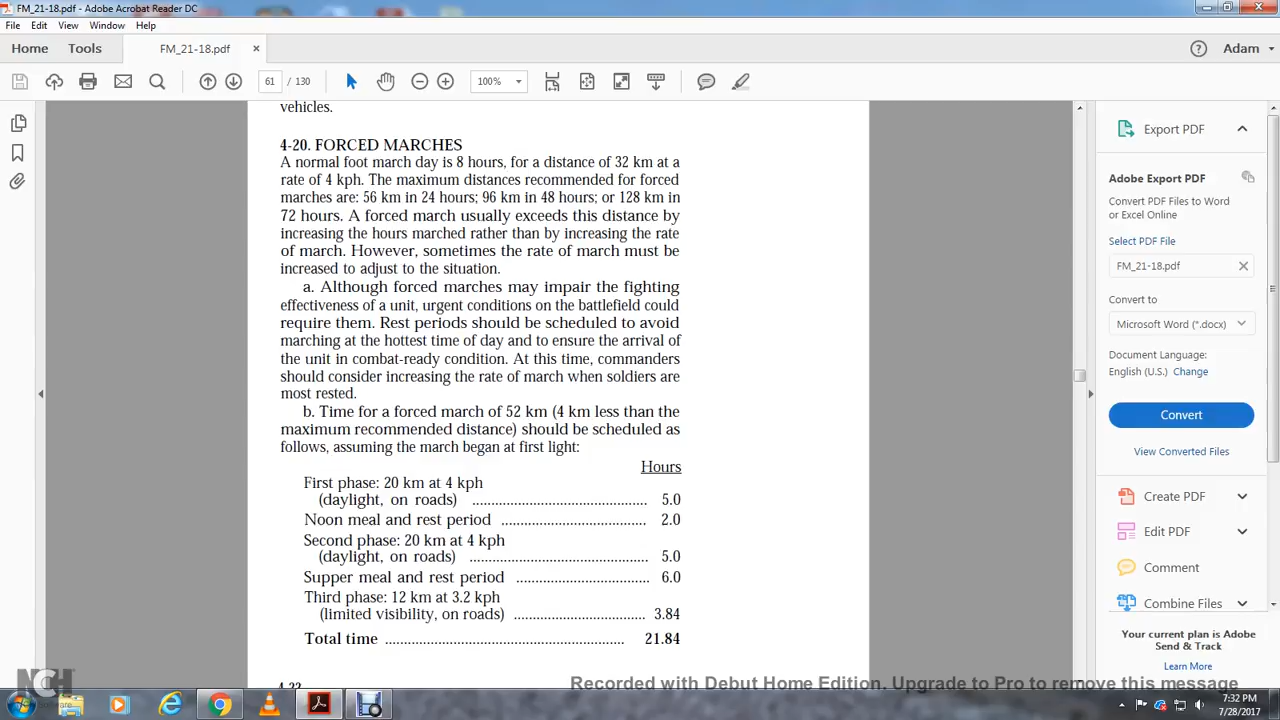 FM_21-18.pdf - Adobe Acrobat Reader DC
File Edit View Window Help
Home Tools FM_21-18.pdf × Adam
61 / 130 100%
vehicles.
4-20. FORCED MARCHES
A normal foot march day is 8 hours, for a distance of 32 km at a
rate of 4 kph. The maximum distances recommended for forced
marches are: 56 km in 24 hours; 96 km in 48 hours; or 128 km in
72 hours. A forced march usually exceeds this distance by
increasing the hours marched rather than by increasing the rate
of march. However, sometimes the rate of march must be
increased to adjust to the situation.
a. Although forced marches may impair the fighting
effectiveness of a unit, urgent conditions on the battlefield could
require them. Rest periods should be scheduled to avoid
marching at the hottest time of day and to ensure the arrival of
the unit in combat-ready condition. At this time, commanders
should consider increasing the rate of march when soldiers are
most rested.
b. Time for a forced march of 52 km (4 km less than the
maximum recommended distance) should be scheduled as
follows, assuming the march began at first light:
Hours
First phase: 20 km at 4 kph
(daylight, on roads) ............................................... 5.0
Noon meal and rest period ....................................... 2.0
Second phase: 20 km at 4 kph
(daylight, on roads) ................................................ 5.0
Supper meal and rest period .................................... 6.0
Third phase: 12 km at 3.2 kph
(limited visibility, on roads) ................................... 3.84
Total time ................................................................ 21.84
4-22
Export PDF
Adobe Export PDF
Convert PDF Files to Word
or Excel Online
Select PDF File
FM_21-18.pdf
Convert to
Microsoft Word (*.docx)
Document Language:
English (U.S.) Change
Convert
View Converted Files
Create PDF
Edit PDF
Comment
Combine Files
Your current plan is Adobe
Send & Track
Learn More
NCH Software
Recorded with Debut Home Edition. Upgrade to Pro to remove this message
7:32 PM
7/28/2017